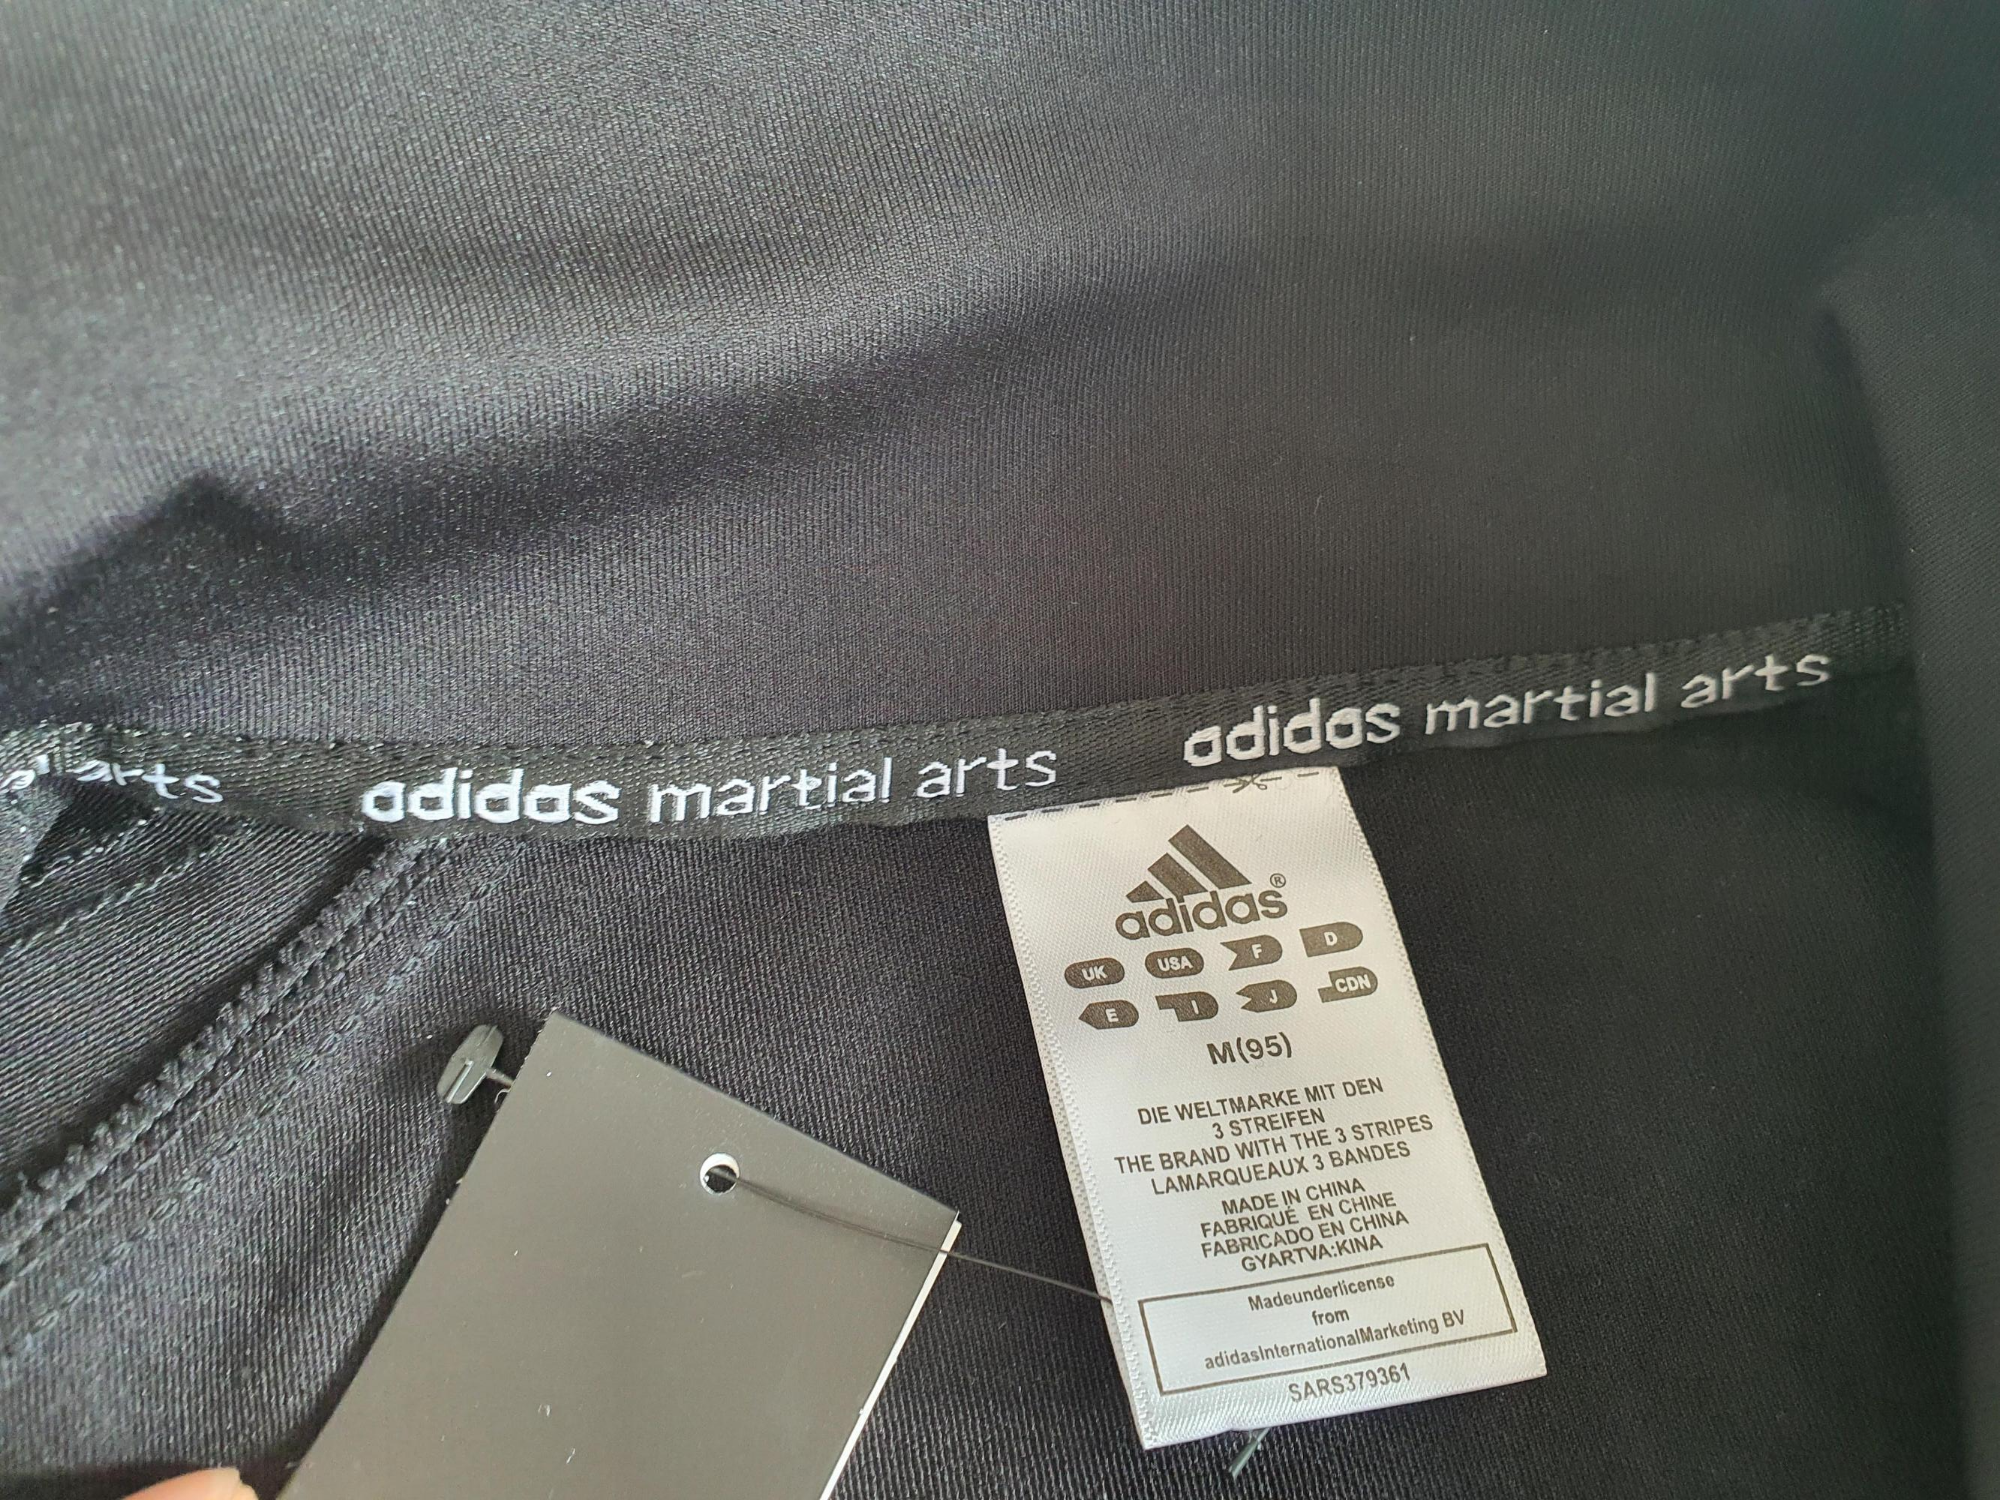 arts adidas martial arts adidas martial arts
adidas®
UK USA F D
E I J CDN
M(95)
DIE WELTMARKE MIT DEN
3 STREIFEN
THE BRAND WITH THE 3 STRIPES
LAMARQUEAUX 3 BANDES
MADE IN CHINA
FABRIQUÉ EN CHINE
FABRICADO EN CHINA
GYARTVA:KINA
Madeunderlicense
from
adidasInternationalMarketing BV
SARS379361